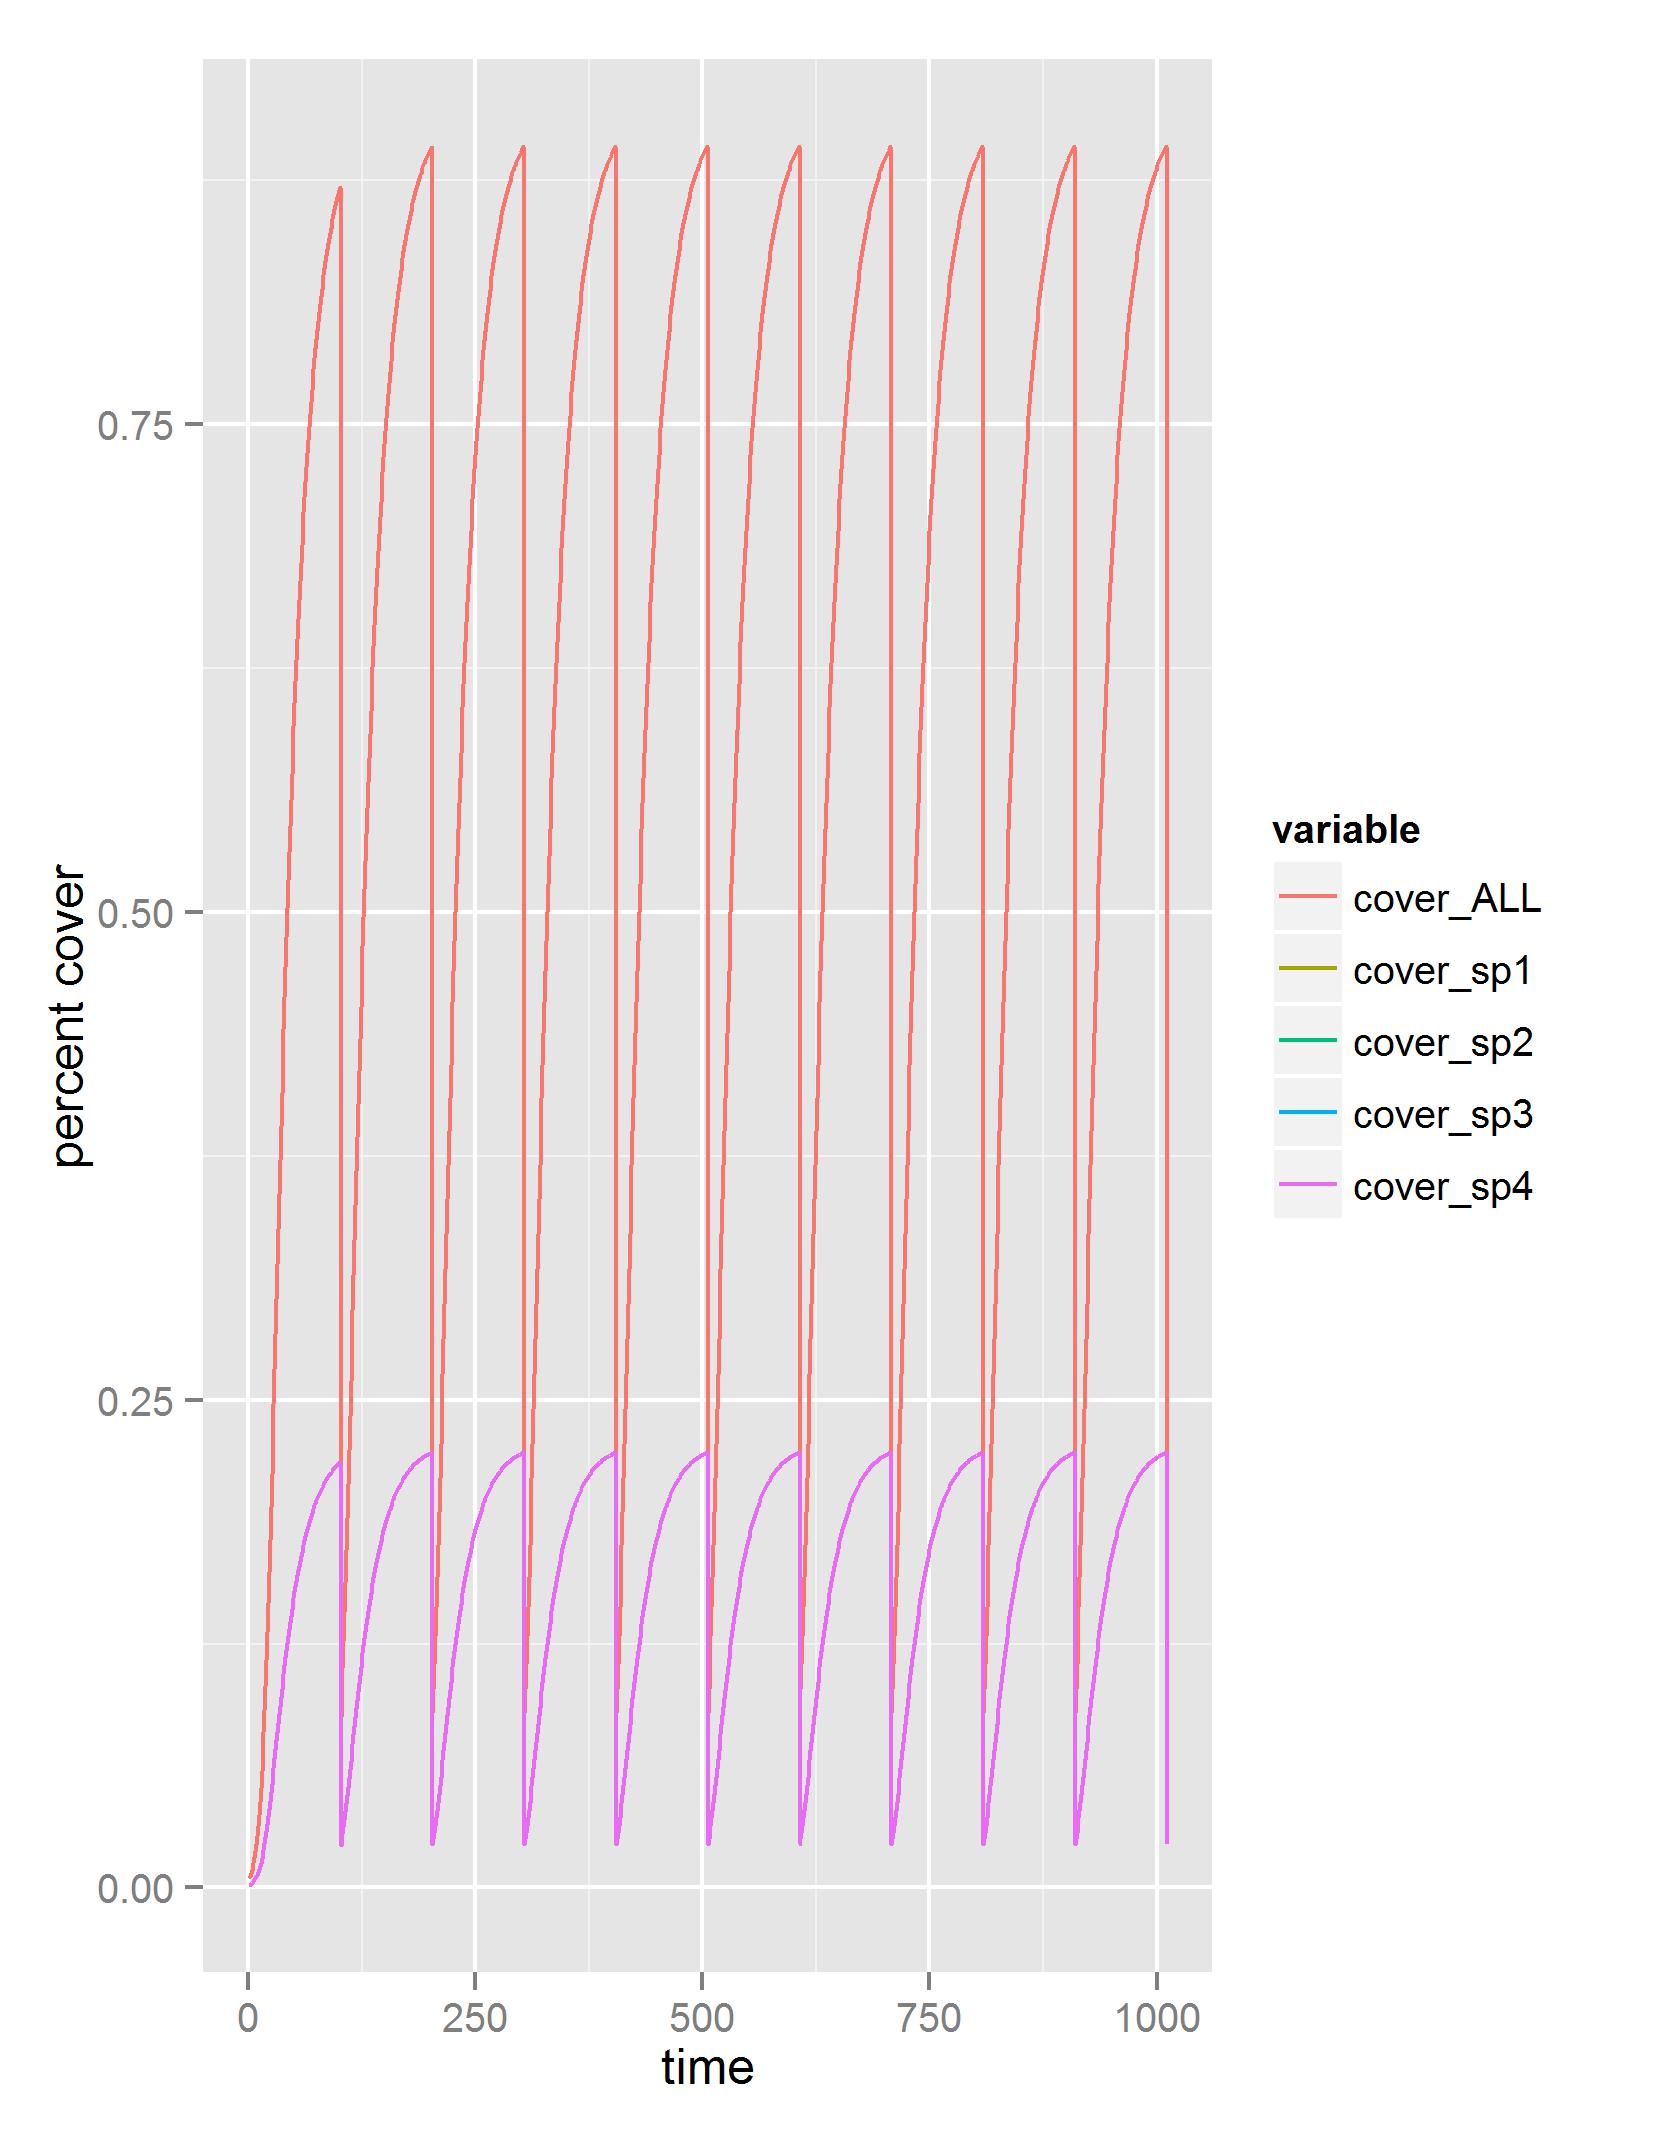 percent cover
0.75
0.50
0.25
0.00
0 250 500 750 1000
time
variable
cover_ALL
cover_sp1
cover_sp2
cover_sp3
cover_sp4